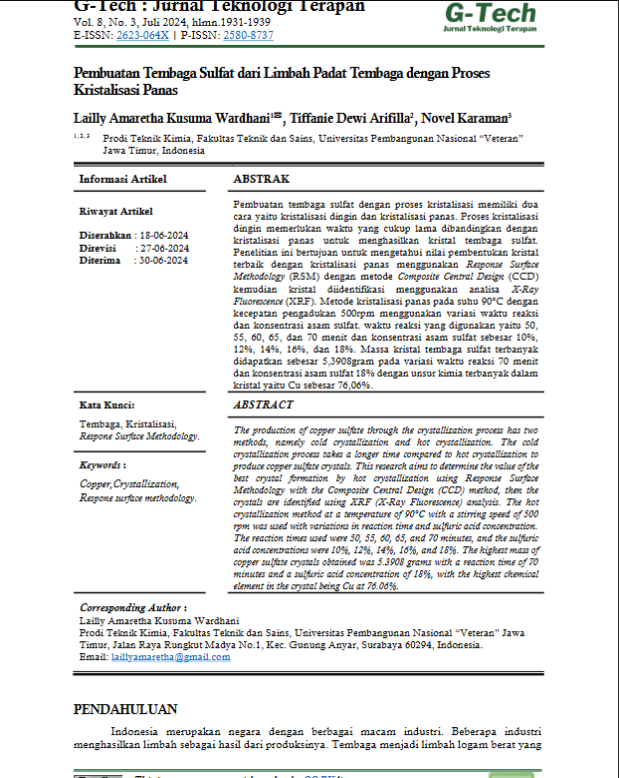 G-Tech : Jurnal Teknologi Terapan
Vol. 8, No. 3, Juli 2024, hlmn.1931-1939
E-ISSN: 2623-064X | P-ISSN: 2580-8737
G-Tech
Jurnal Teknologi Terapan
Pembuatan Tembaga Sulfat dari Limbah Padat Tembaga dengan Proses
Kristalisasi Panas
Lailly Amaretha Kusuma Wardhani¹✉, Tiffanie Dewi Arifilla², Novel Karaman³
1, 2, 3 Prodi Teknik Kimia, Fakultas Teknik dan Sains, Universitas Pembangunan Nasional “Veteran”
Jawa Timur, Indonesia
Informasi Artikel
Riwayat Artikel
Diserahkan : 18-06-2024
Direvisi : 27-06-2024
Diterima : 30-06-2024
ABSTRAK
Pembuatan tembaga sulfat dengan proses kristalisasi memiliki dua
cara yaitu kristalisasi dingin dan kristalisasi panas. Proses kristalisasi
dingin memerlukan waktu yang cukup lama dibandingkan dengan
kristalisasi panas untuk menghasilkan kristal tembaga sulfat.
Penelitian ini bertujuan untuk mengetahui nilai pembentukan kristal
terbaik dengan kristalisasi panas menggunakan Response Surface
Methodology (RSM) dengan metode Composite Central Design (CCD)
kemudian kristal diidentifikasi menggunakan analisa X-Ray
Fluorescence (XRF). Metode kristalisasi panas pada suhu 90°C dengan
kecepatan pengadukan 500rpm menggunakan variasi waktu reaksi
dan konsentrasi asam sulfat. waktu reaksi yang digunakan yaitu 50,
55, 60, 65, dan 70 menit dan konsentrasi asam sulfat sebesar 10%,
12%, 14%, 16%, dan 18%. Massa kristal tembaga sulfat terbanyak
didapatkan sebesar 5,3908gram pada variasi waktu reaksi 70 menit
dan konsentrasi asam sulfat 18% dengan unsur kimia terbanyak dalam
kristal yaitu Cu sebesar 76,06%.
Kata Kunci:
Tembaga, Kristalisasi,
Respone Surface Methodology.
Keywords :
Copper, Crystallization,
Respone surface methodology.
ABSTRACT
The production of copper sulfate through the crystallization process has two
methods, namely cold crystallization and hot crystallization. The cold
crystallization process takes a longer time compared to hot crystallization to
produce copper sulfate crystals. This research aims to determine the value of the
best crystal formation by hot crystallization using Response Surface
Methodology with the Composite Central Design (CCD) method, then the
crystals are identified using XRF (X-Ray Fluorescence) analysis. The hot
crystallization method at a temperature of 90°C with a stirring speed of 500
rpm was used with variations in reaction time and sulfuric acid concentration.
The reaction times used were 50, 55, 60, 65, and 70 minutes, and the sulfuric
acid concentrations were 10%, 12%, 14%, 16%, and 18%. The highest mass of
copper sulfate crystals obtained was 5.3908 grams with a reaction time of 70
minutes and a sulfuric acid concentration of 18%, with the highest chemical
element in the crystal being Cu at 76.06%.
Corresponding Author :
Lailly Amaretha Kusuma Wardhani
Prodi Teknik Kimia, Fakultas Teknik dan Sains, Universitas Pembangunan Nasional “Veteran” Jawa
Timur, Jalan Raya Rungkut Madya No.1, Kec. Gunung Anyar, Surabaya 60294, Indonesia.
Email: laillyamaretha@gmail.com
PENDAHULUAN
Indonesia merupakan negara dengan berbagai macam industri. Beberapa industri
menghasilkan limbah sebagai hasil dari produksinya. Tembaga menjadi limbah logam berat yang